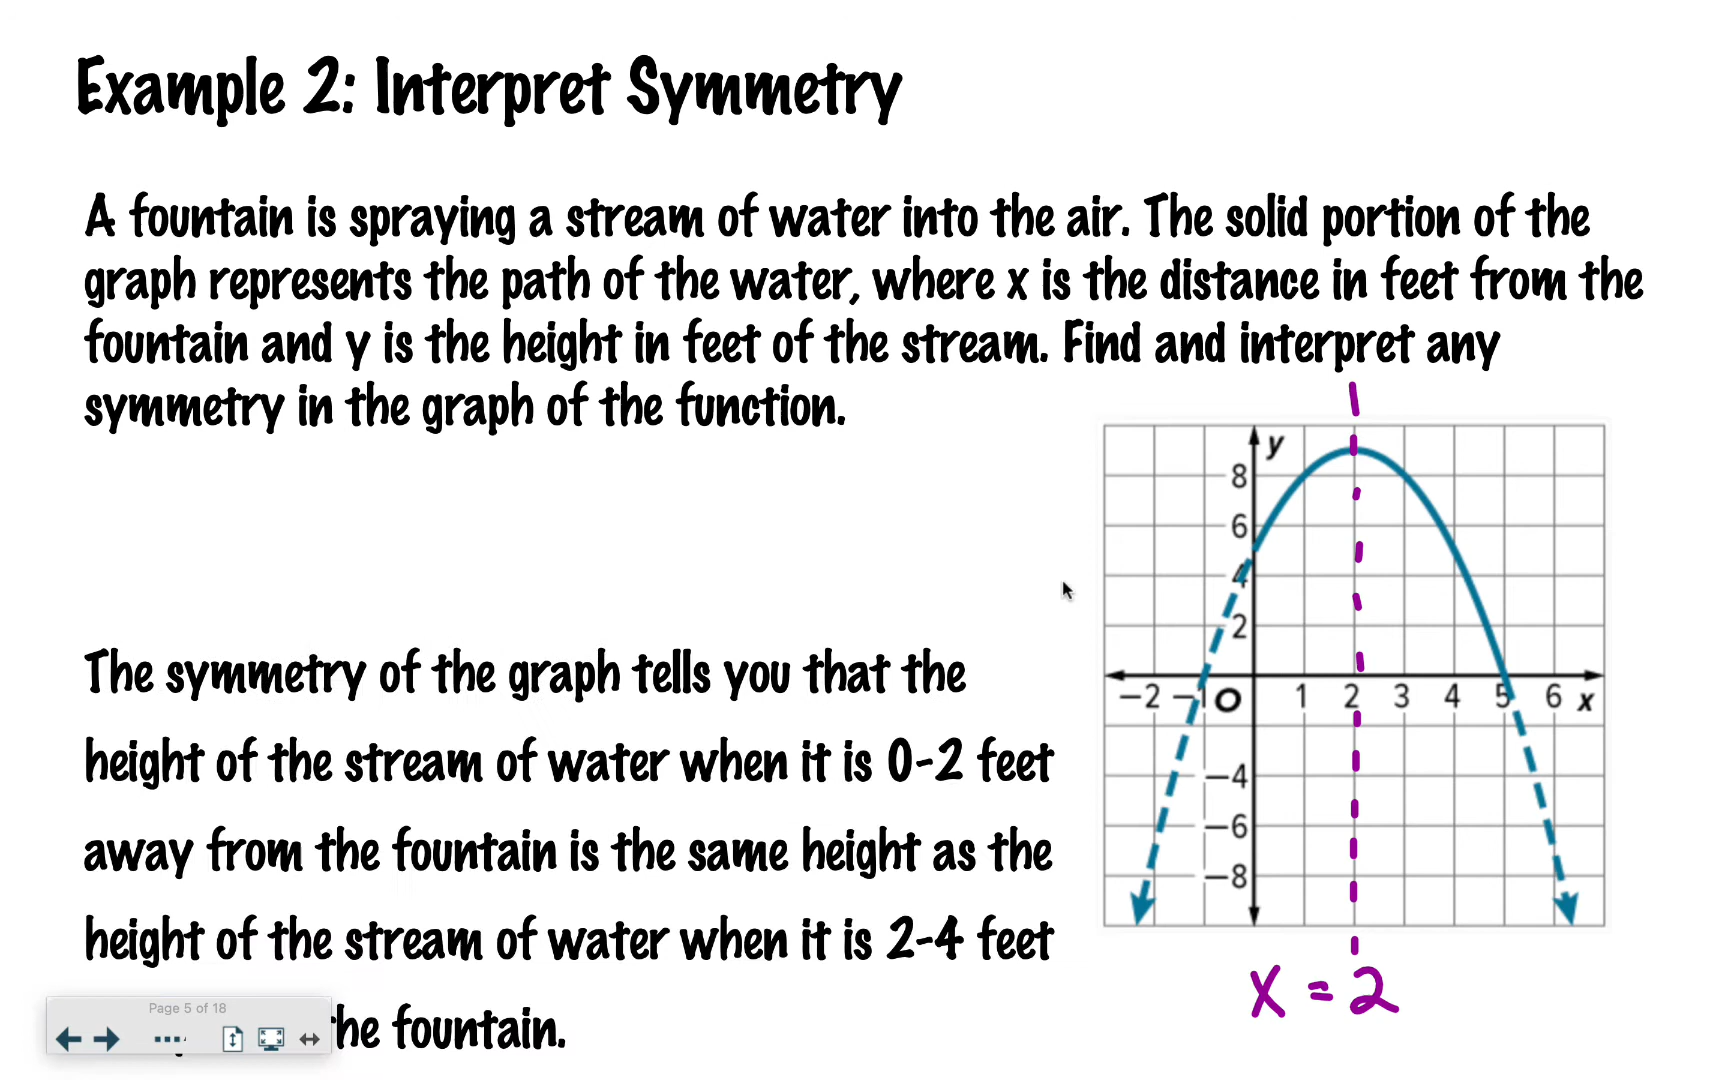 Example 2: Interpret Symmetry
A fountain is spraying a stream of water into the air. The solid portion of the
graph represents the path of the water, where x is the distance in feet from the
fountain and y is the height in feet of the stream. Find and interpret any
symmetry in the graph of the function.
y
8
6
4
2
-2 -1 O 1 2 3 4 5 6 x
-4
-6
-8
x = 2
The symmetry of the graph tells you that the
height of the stream of water when it is 0-2 feet
away from the fountain is the same height as the
height of the stream of water when it is 2-4 feet
the fountain.
Page 5 of 18